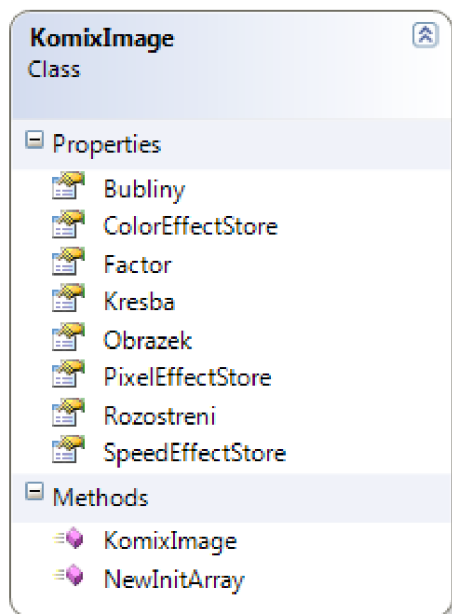 KomixImage
Class
Properties
Bubliny
ColorEffectStore
Factor
Kresba
Obrazek
PixelEffectStore
Rozostreni
SpeedEffectStore
Methods
KomixImage
NewInitArray